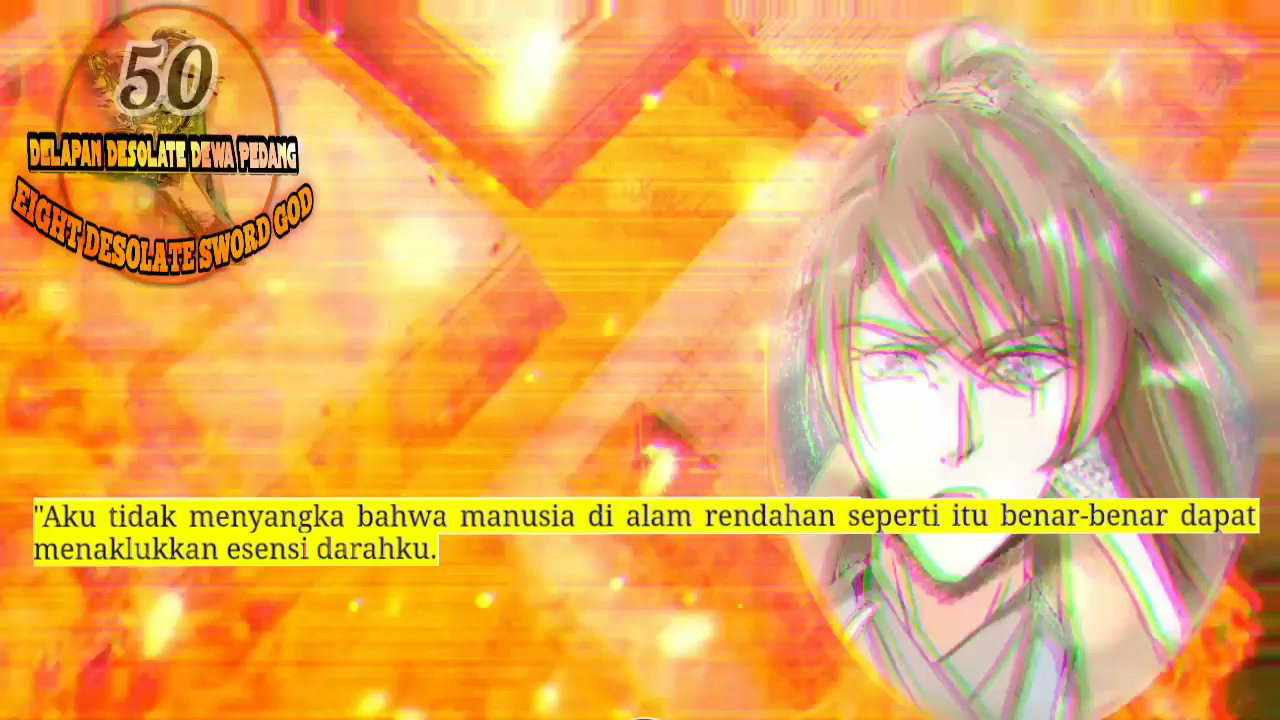 50
DELAPAN DESOLATE DEWA PEDANG
EIGHT DESOLATE SWORD GOD
"Aku tidak menyangka bahwa manusia di alam rendahan seperti itu benar-benar dapat
menaklukkan esensi darahku.